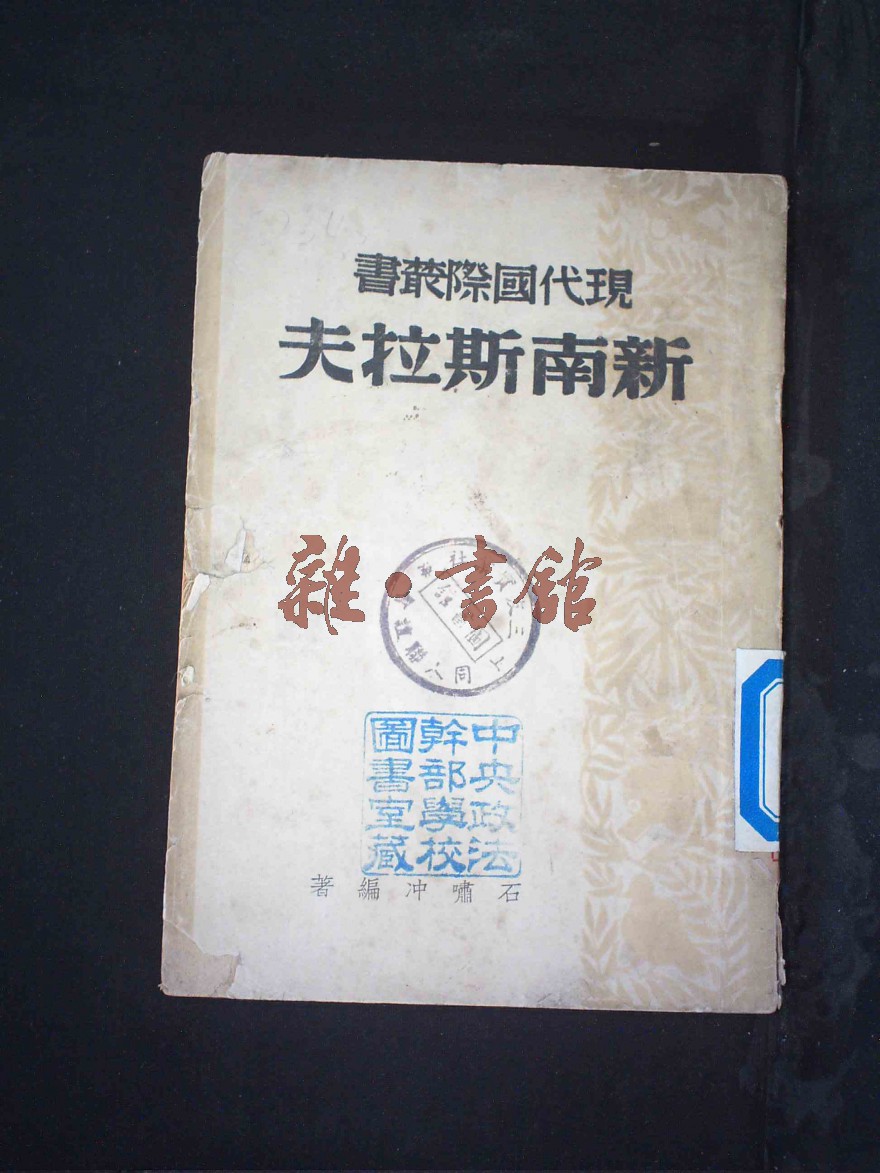 現代國際叢書
新南斯拉夫
雜·書館
中央政法
幹部學校
圖書室藏
石嘯冲編著